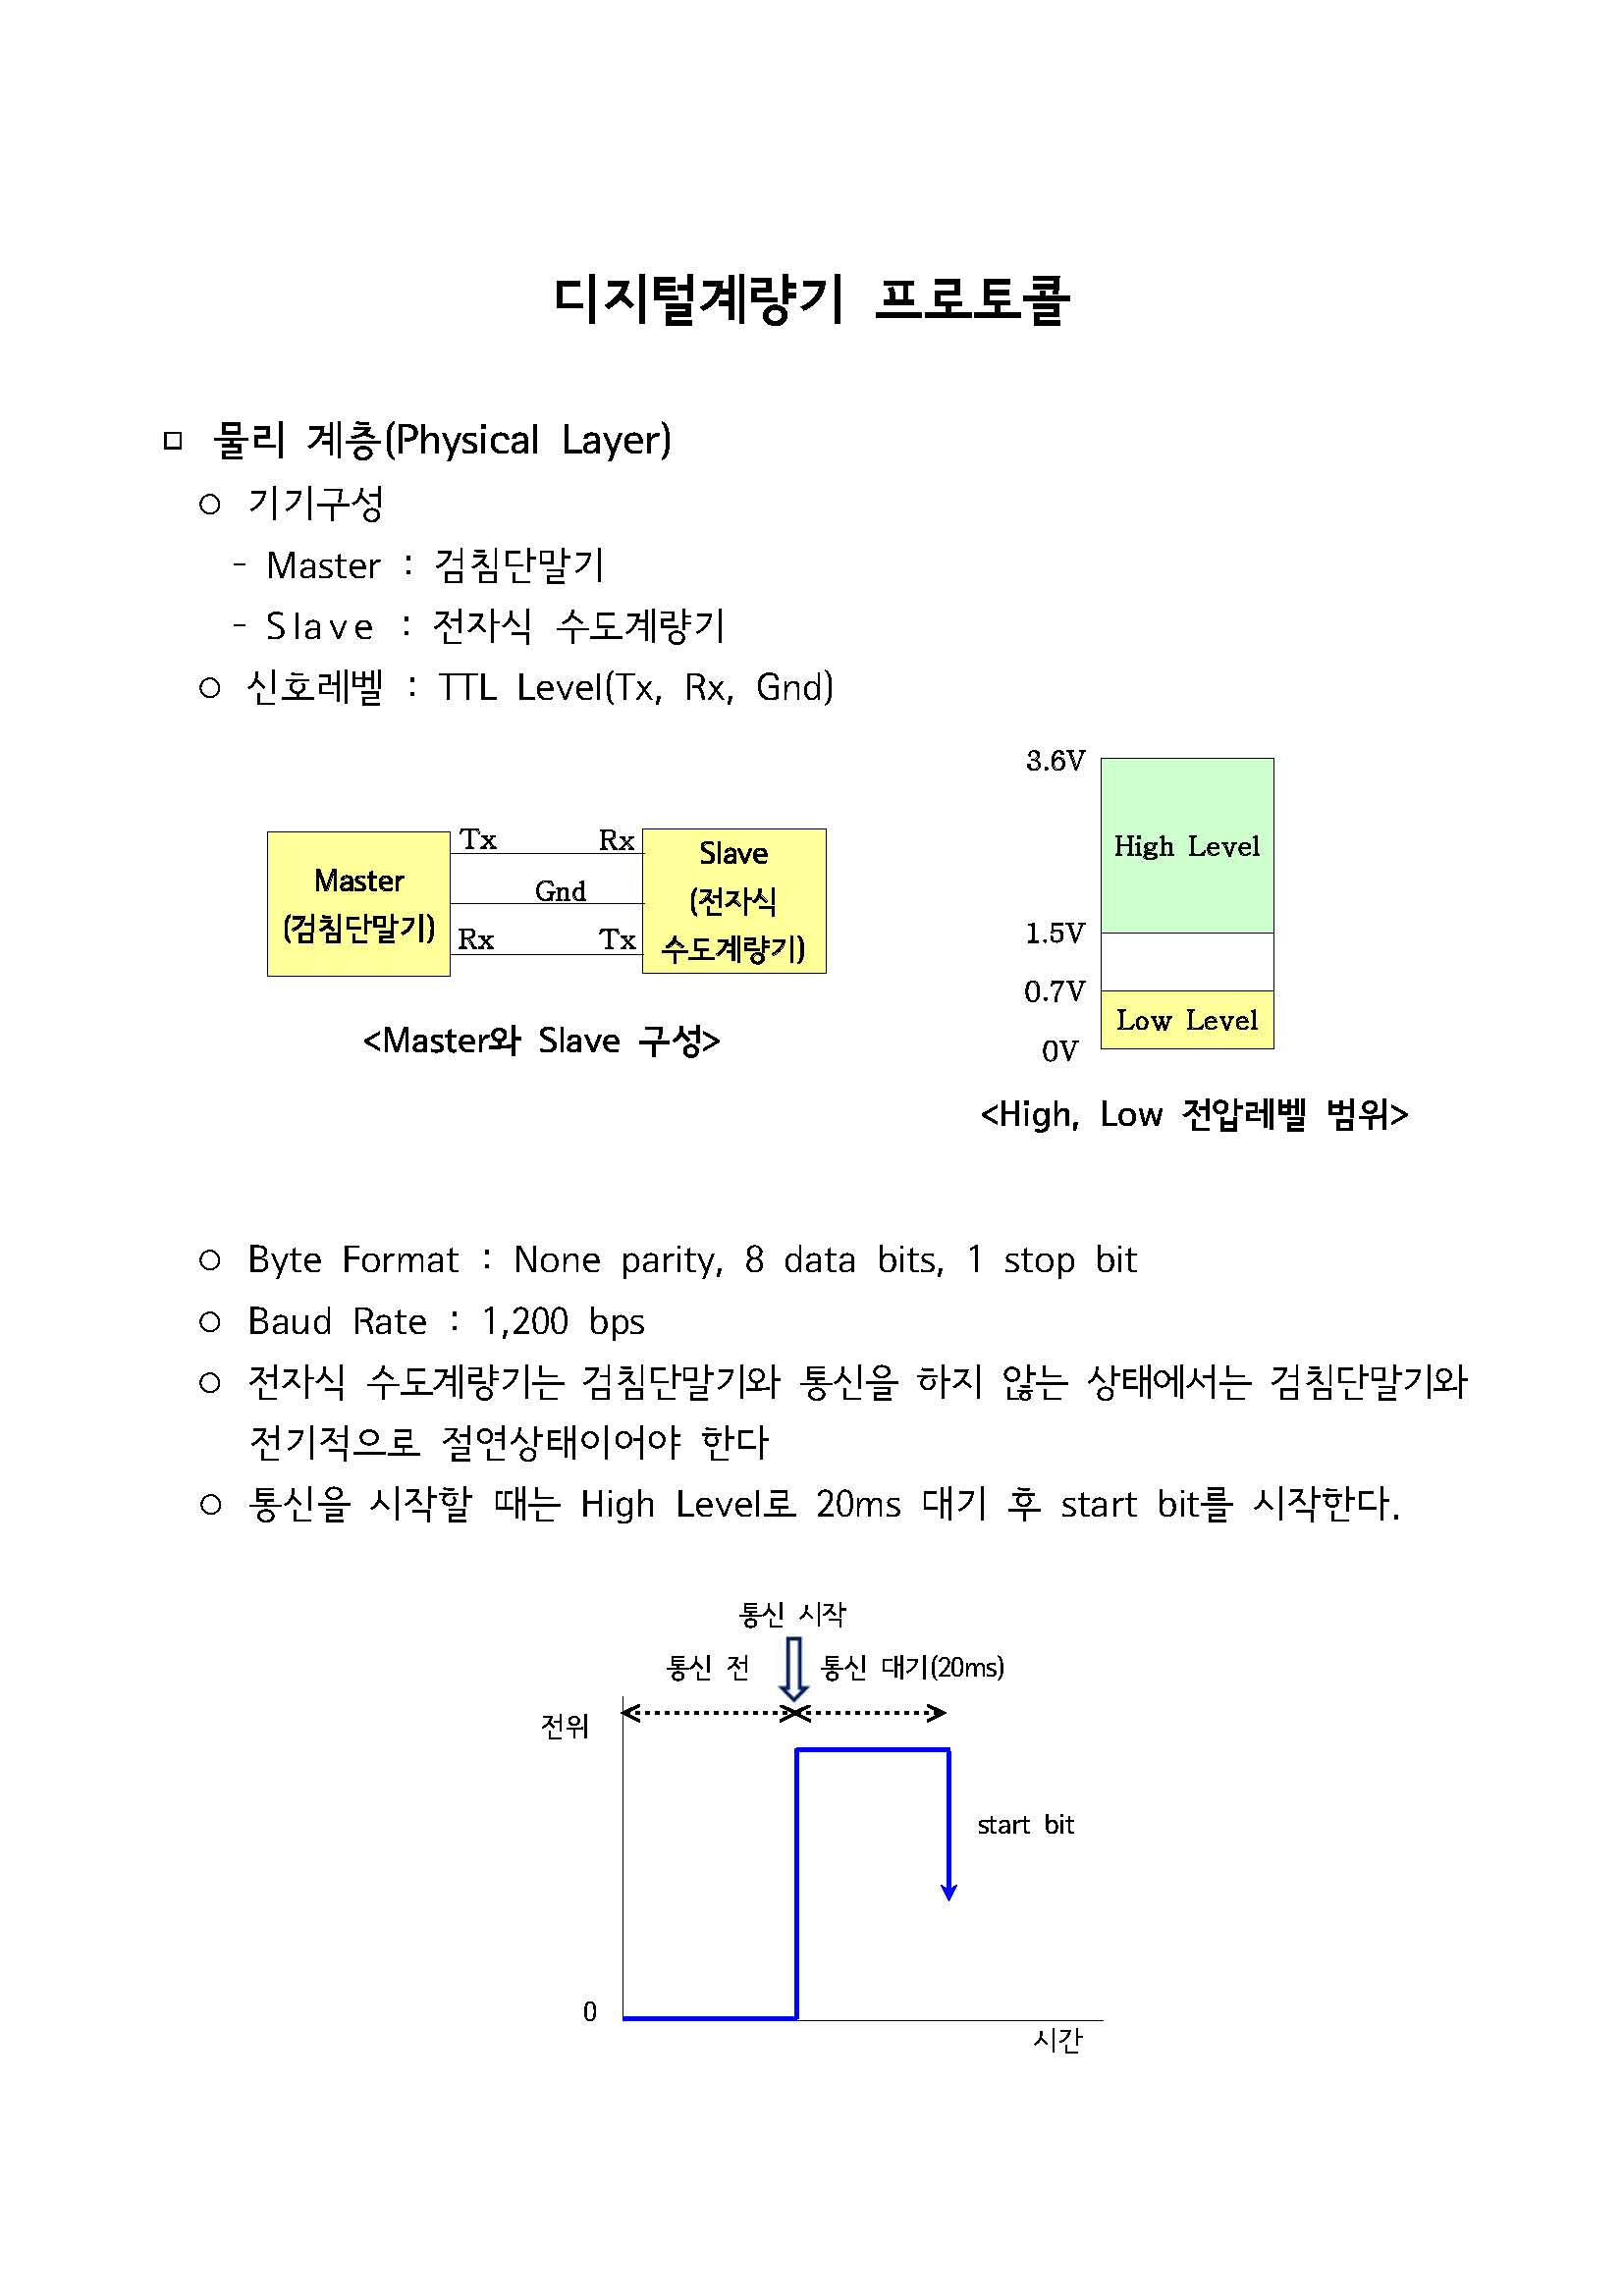 디지털계량기 프로토콜
□ 물리 계층(Physical Layer)
○ 기기구성
- Master : 검침단말기
- Slave : 전자식 수도계량기
○ 신호레벨 : TTL Level(Tx, Rx, Gnd)
Master
(검침단말기)
Tx Rx
Gnd
Rx Tx
Slave
(전자식
수도계량기)
<Master와 Slave 구성>
3.6V
High Level
1.5V
0.7V
Low Level
0V
<High, Low 전압레벨 범위>
○ Byte Format : None parity, 8 data bits, 1 stop bit
○ Baud Rate : 1,200 bps
○ 전자식 수도계량기는 검침단말기와 통신을 하지 않는 상태에서는 검침단말기와
전기적으로 절연상태이어야 한다
○ 통신을 시작할 때는 High Level로 20ms 대기 후 start bit를 시작한다.
통신 시작
통신 전 통신 대기(20ms)
전위
start bit
0
시간